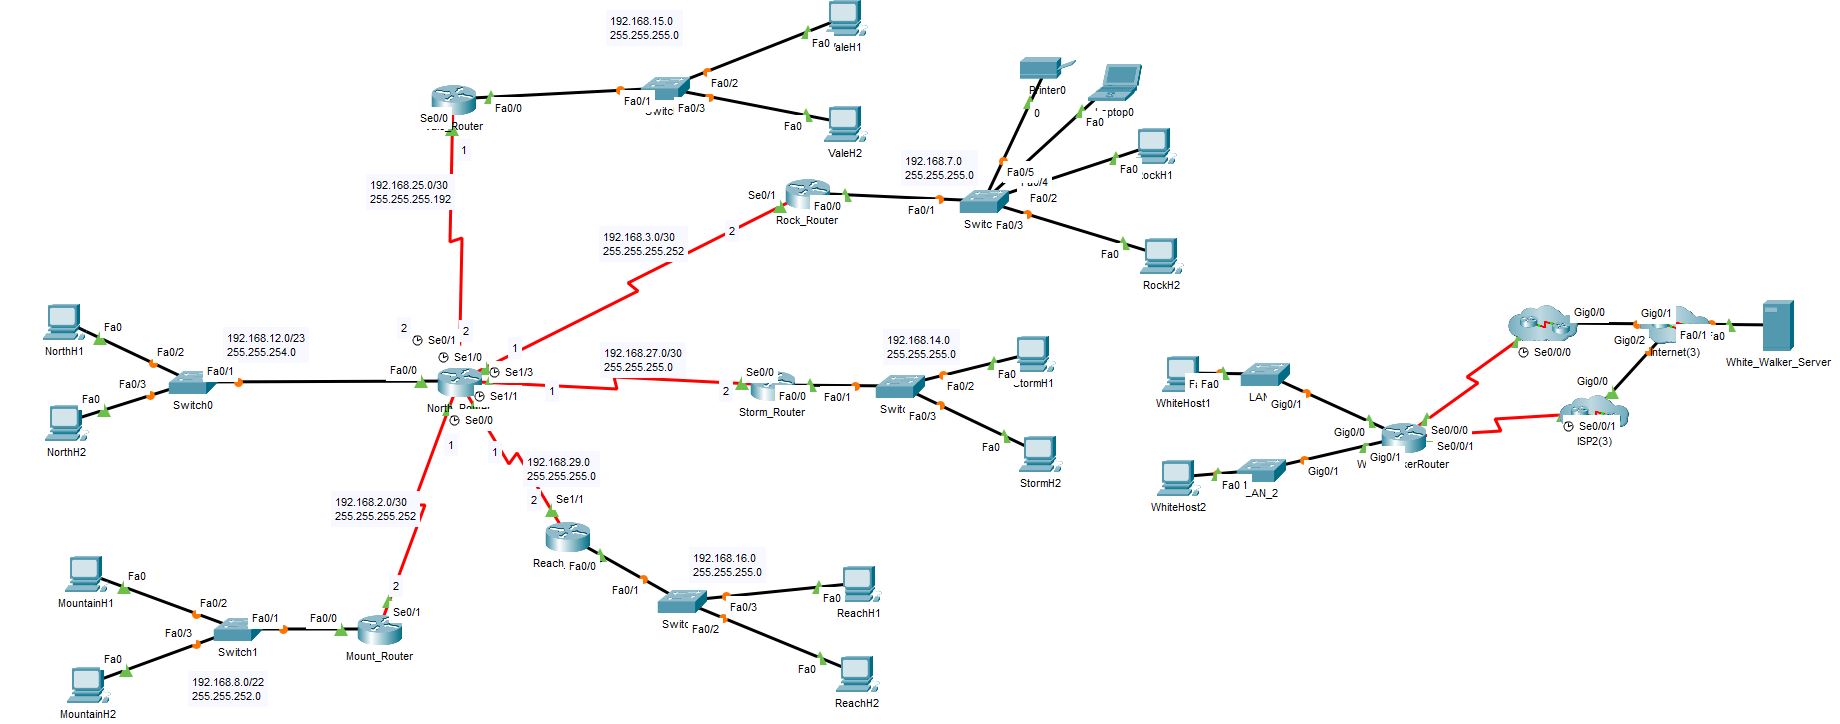 192.168.15.0
255.255.255.0
Fa0
aleH1
Fa0/2
Fa0/1
Fa0/3
Fa0/0
Se0/0
Router
1
Fa0
ValeH2
192.168.25.0/30
255.255.255.192
Printer0
0
ptop0
Fa0
Fa0/5
Fa0/4
Fa0
ockH1
Fa0/2
192.168.7.0
255.255.255.0
Fa0/1
Switc
Fa0/3
Fa0
RockH2
Se0/1
Fa0/0
Rock_Router
2
192.168.3.0/30
255.255.255.252
NorthH1
Fa0
Fa0/2
192.168.12.0/23
255.255.254.0
Fa0/3
Fa0/1
Switch0
Fa0
NorthH2
Fa0/0
2
2
Se0/1
Se1/0
1
Se1/3
Se1/1
Se0/0
1
1
1
192.168.27.0/30
255.255.255.0
2
Se0/0
Fa0/0
Storm_Router
192.168.14.0
255.255.255.0
Fa0/1
Switc
Fa0/2
Fa0/3
Fa0
StormH1
Fa0
StormH2
192.168.29.0
255.255.255.0
2
Se1/1
Reach
Fa0/0
Fa0/1
192.168.16.0
255.255.255.0
Switc
Fa0/3
Fa0/2
Fa0
ReachH1
Fa0
ReachH2
192.168.2.0/30
255.255.255.252
2
Se0/1
Mount_Router
Fa0/0
Fa0/1
Switch1
Fa0/2
Fa0/3
Fa0
MountainH1
Fa0
MountainH2
192.168.8.0/22
255.255.252.0
Gig0/0
Gig0/1
Fa0/1
Fa0
Gig0/2
nternet(3)
White_Walker_Server
Se0/0/0
Gig0/0
Se0/0/1
ISP2(3)
Fa0
WhiteHost1
LAN
Gig0/1
Gig0/0
Se0/0/0
Se0/0/1
Gig0/1
kerRouter
Gig0/1
LAN_2
Fa0
1
WhiteHost2